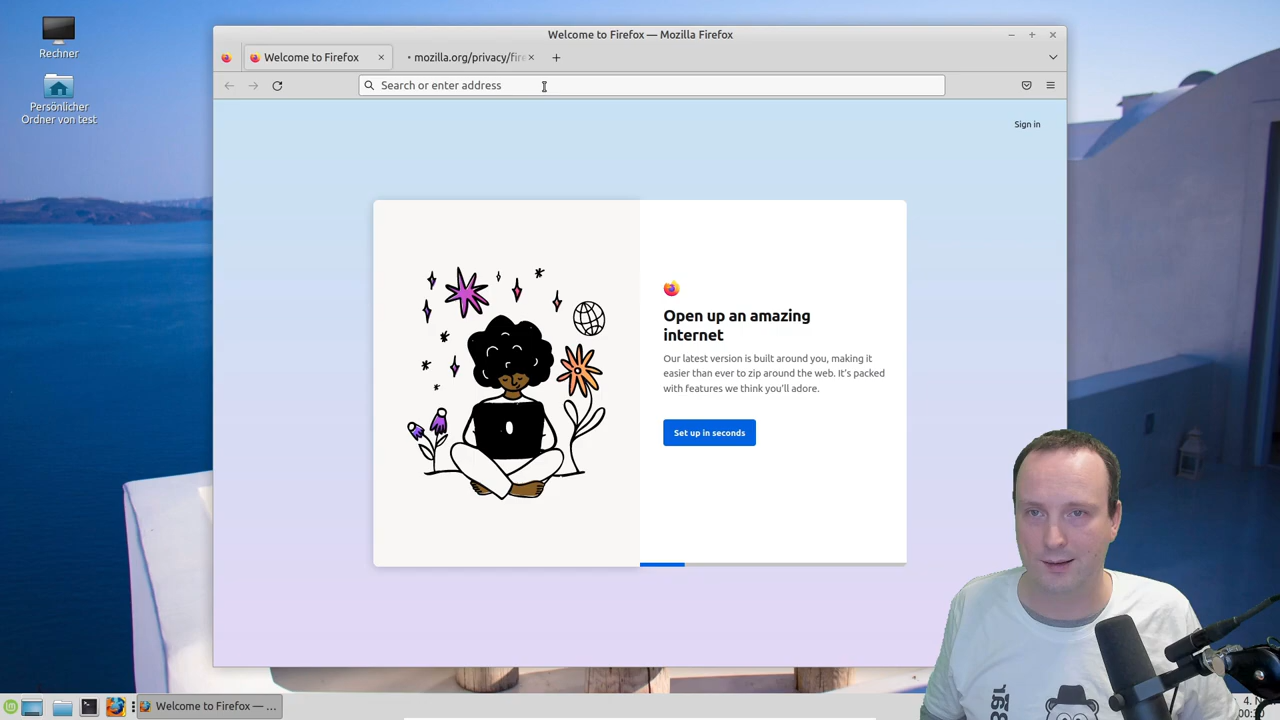 Rechner
Persönlicher
Ordner von test
Welcome to Firefox — Mozilla Firefox
Welcome to Firefox
mozilla.org/privacy/fire
Search or enter address
Sign in
Open up an amazing
internet
Our latest version is built around you, making it
easier than ever to zip around the web. It's packed
with features we think you'll adore.
Set up in seconds
Welcome to Firefox — ...